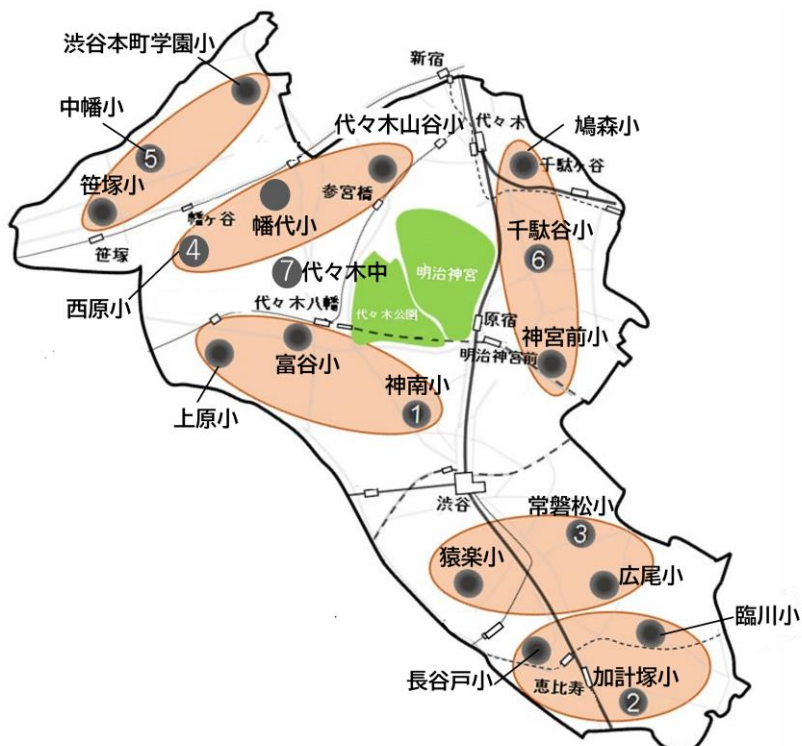 渋谷本町学園小
新宿
中幡小
代々木山谷小
代々木
鳩森小
5
千駄ヶ谷
笹塚小
参宮橋
幡ヶ谷
幡代小
千駄谷小
笹塚
4
6
7
代々木中
明治神宮
西原小
代々木八幡
代々木公園
原宿
神宮前小
明治神宮前
富谷小
神南小
上原小
1
渋谷
常磐松小
3
猿楽小
広尾小
臨川小
長谷戸小
恵比寿
加計塚小
2